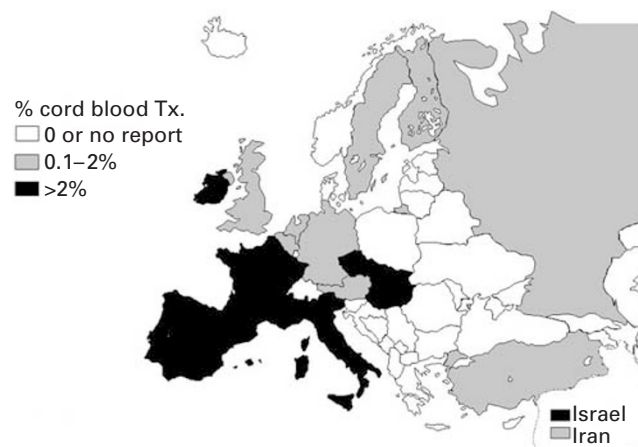 % cord blood Tx.
0 or no report
0.1–2%
>2%
Israel
Iran